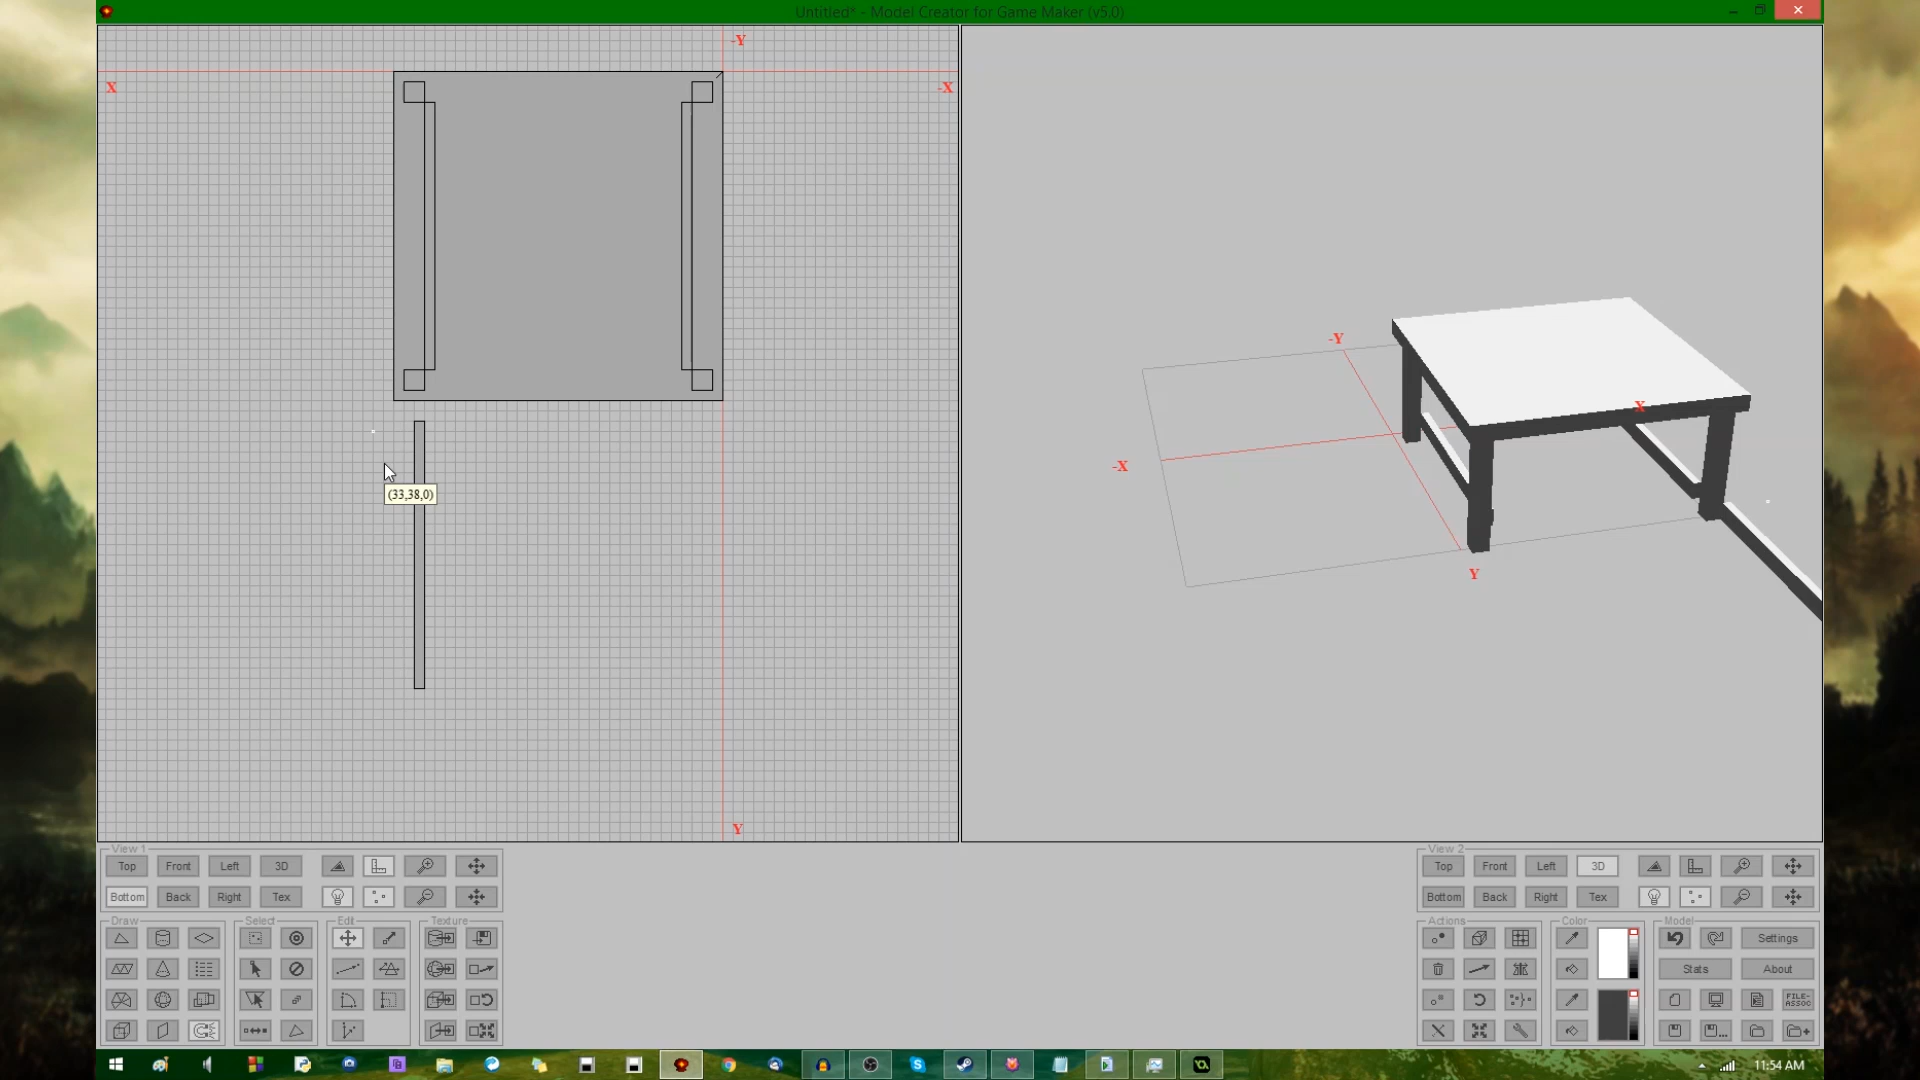 Untitled* - Model Creator for Game Maker (v5.0)
-Y
X
-X
(33,38,0)
Y
-Y
X
-X
Y
View 1
Top Front Left 3D
Bottom Back Right Tex
Draw Select Edit Texture
View 2
Top Front Left 3D
Bottom Back Right Tex
Actions Color Model
Settings
Stats About
FILE-
ASSOC
11:54 AM